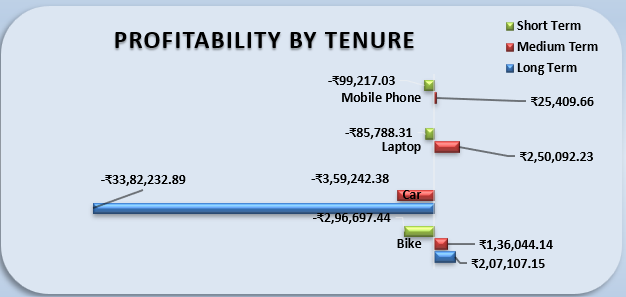 PROFITABILITY BY TENURE
Short Term
Medium Term
Long Term
-₹99,217.03
Mobile Phone
₹25,409.66
-₹85,788.31
Laptop
₹2,50,092.23
-₹33,82,232.89
-₹3,59,242.38
Car
-₹2,96,697.44
Bike
₹1,36,044.14
₹2,07,107.15